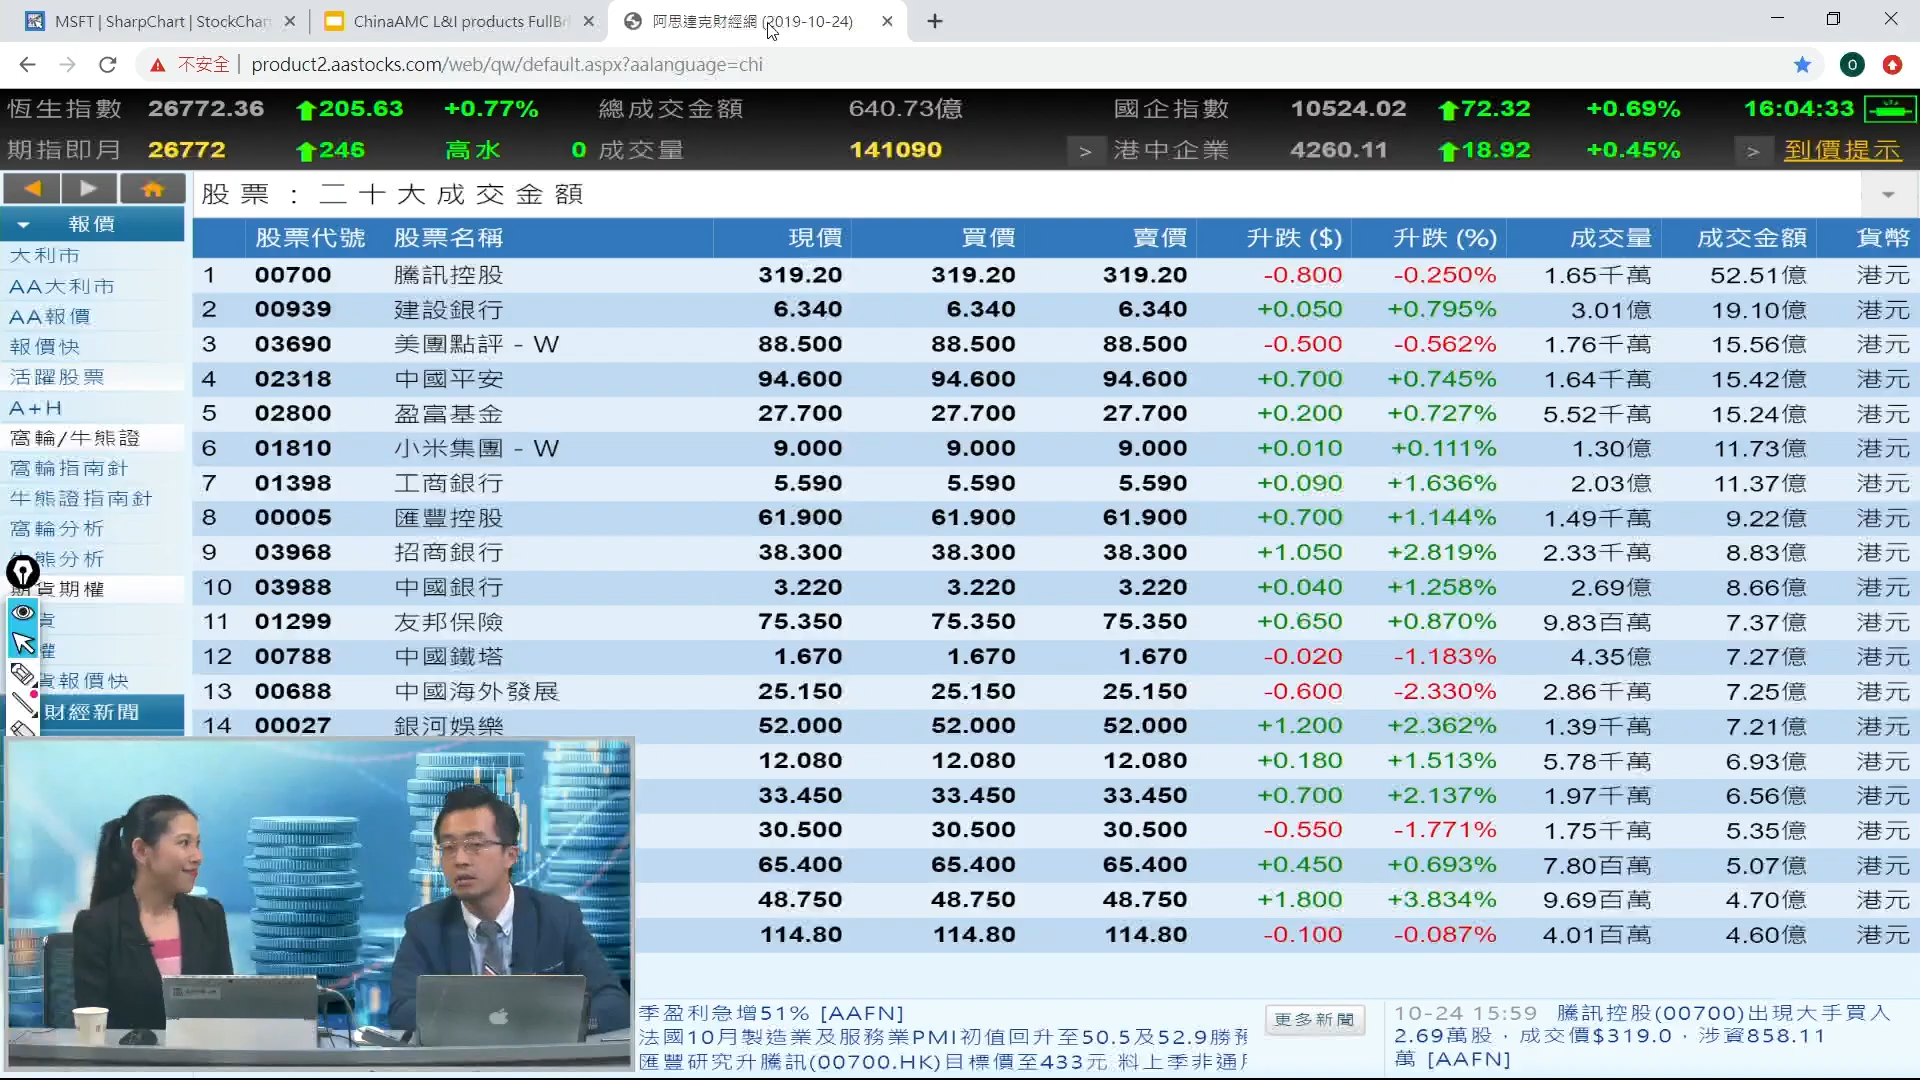 MSFT | SharpChart | StockChar
ChinaAMC L&I products FullBr
阿思達克財經網 (2019-10-24)
不安全 | product2.aastocks.com/web/qw/default.aspx?aalanguage=chi
O
恆生指數 26772.36 205.63 +0.77% 總成交金額 640.73億 國企指數 10524.02 72.32 +0.69% 16:04:33
期指即月 26772 246 高水 0 成交量 141090 > 港中企業 4260.11 18.92 +0.45% > 到價提示
股票：二十大成交金額
報價
大利市
AA大利市
AA報價
報價快
活躍股票
A+H
窩輪/牛熊證
窩輪指南針
牛熊證指南針
窩輪分析
牛熊分析
期貨期權
貨
權
貨報價快
財經新聞
股票代號 股票名稱 現價 買價 賣價 升跌 ($) 升跌 (%) 成交量 成交金額 貨幣
1 00700 騰訊控股 319.20 319.20 319.20 -0.800 -0.250% 1.65千萬 52.51億 港元
2 00939 建設銀行 6.340 6.340 6.340 +0.050 +0.795% 3.01億 19.10億 港元
3 03690 美團點評－W 88.500 88.500 88.500 -0.500 -0.562% 1.76千萬 15.56億 港元
4 02318 中國平安 94.600 94.600 94.600 +0.700 +0.745% 1.64千萬 15.42億 港元
5 02800 盈富基金 27.700 27.700 27.700 +0.200 +0.727% 5.52千萬 15.24億 港元
6 01810 小米集團－W 9.000 9.000 9.000 +0.010 +0.111% 1.30億 11.73億 港元
7 01398 工商銀行 5.590 5.590 5.590 +0.090 +1.636% 2.03億 11.37億 港元
8 00005 匯豐控股 61.900 61.900 61.900 +0.700 +1.144% 1.49千萬 9.22億 港元
9 03968 招商銀行 38.300 38.300 38.300 +1.050 +2.819% 2.33千萬 8.83億 港元
10 03988 中國銀行 3.220 3.220 3.220 +0.040 +1.258% 2.69億 8.66億 港元
11 01299 友邦保險 75.350 75.350 75.350 +0.650 +0.870% 9.83百萬 7.37億 港元
12 00788 中國鐵塔 1.670 1.670 1.670 -0.020 -1.183% 4.35億 7.27億 港元
13 00688 中國海外發展 25.150 25.150 25.150 -0.600 -2.330% 2.86千萬 7.25億 港元
14 00027 銀河娛樂 52.000 52.000 52.000 +1.200 +2.362% 1.39千萬 7.21億 港元
12.080 12.080 12.080 +0.180 +1.513% 5.78千萬 6.93億 港元
33.450 33.450 33.450 +0.700 +2.137% 1.97千萬 6.56億 港元
30.500 30.500 30.500 -0.550 -1.771% 1.75千萬 5.35億 港元
65.400 65.400 65.400 +0.450 +0.693% 7.80百萬 5.07億 港元
48.750 48.750 48.750 +1.800 +3.834% 9.69百萬 4.70億 港元
114.80 114.80 114.80 -0.100 -0.087% 4.01百萬 4.60億 港元
季盈利急增51% [AAFN]
法國10月製造業及服務業PMI初值回升至50.5及52.9勝預
匯豐研究升騰訊(00700.HK)目標價至433元 料上季非通
更多新聞
10-24 15:59 騰訊控股(00700)出現大手買入
2.69萬股，成交價$319.0，涉資858.11
萬 [AAFN]